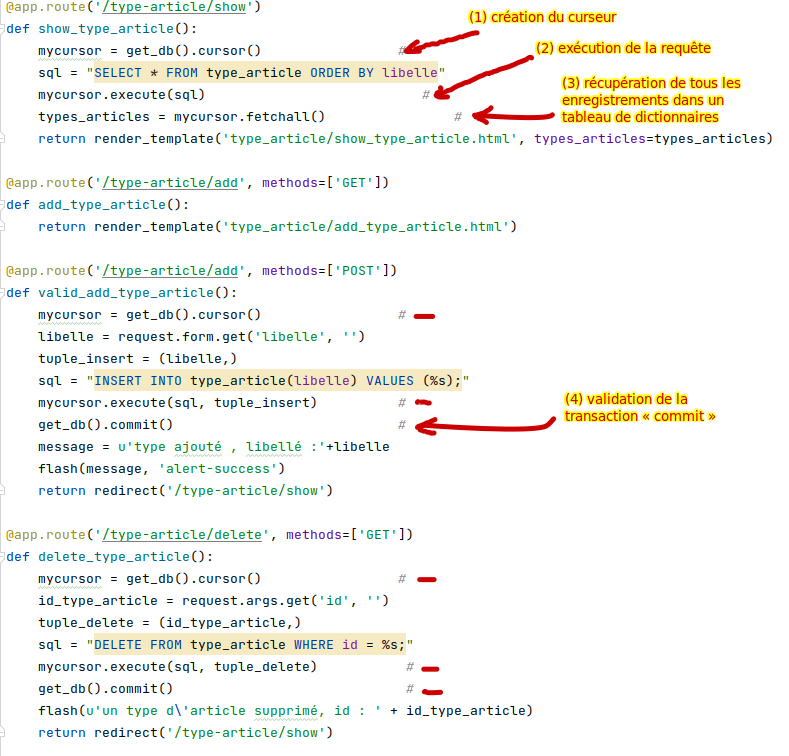 @app.route('/type-article/show')
(1) création du curseur
def show_type_article():
mycursor = get_db().cursor() #
(2) exécution de la requête
sql = "SELECT * FROM type_article ORDER BY libelle"
mycursor.execute(sql) #
(3) récupération de tous les
enregistrements dans un
tableau de dictionnaires
types_articles = mycursor.fetchall() #
return render_template('type_article/show_type_article.html', types_articles=types_articles)
@app.route('/type-article/add', methods=['GET'])
def add_type_article():
return render_template('type_article/add_type_article.html')
@app.route('/type-article/add', methods=['POST'])
def valid_add_type_article():
mycursor = get_db().cursor() #
libelle = request.form.get('libelle', '')
tuple_insert = (libelle,)
sql = "INSERT INTO type_article(libelle) VALUES (%s);"
mycursor.execute(sql, tuple_insert) #
(4) validation de la
transaction « commit »
get_db().commit() #
message = u'type ajouté , libellé :'+libelle
flash(message, 'alert-success')
return redirect('/type-article/show')
@app.route('/type-article/delete', methods=['GET'])
def delete_type_article():
mycursor = get_db().cursor() #
id_type_article = request.args.get('id', '')
tuple_delete = (id_type_article,)
sql = "DELETE FROM type_article WHERE id = %s;"
mycursor.execute(sql, tuple_delete) #
get_db().commit() #
flash(u'un type d\'article supprimé, id : ' + id_type_article)
return redirect('/type-article/show')